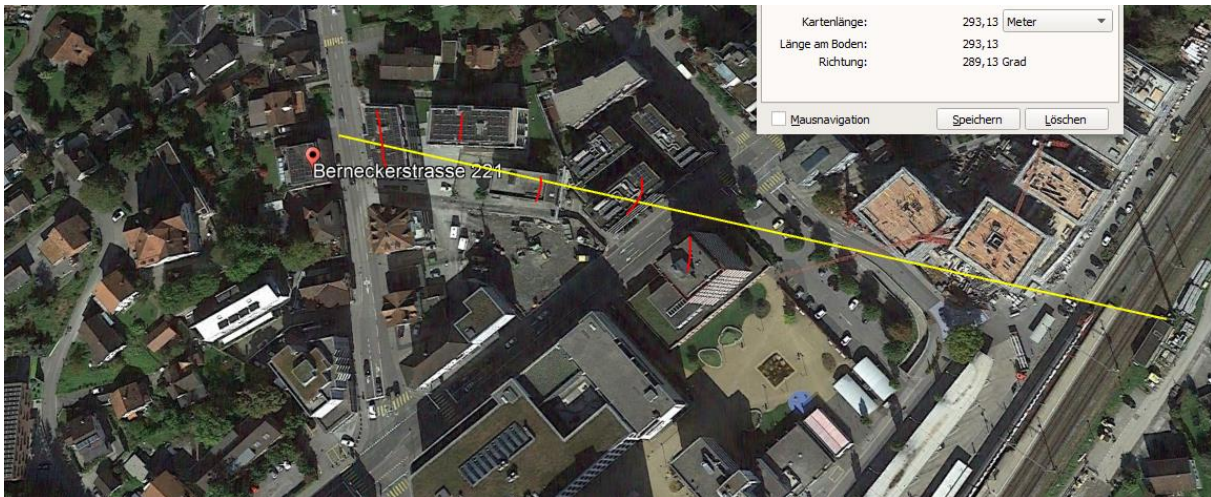 Kartenlänge: 293,13 Meter
Länge am Boden: 293,13
Richtung: 289,13 Grad
Mausnavigation Speichern Löschen
Berneckerstrasse 221